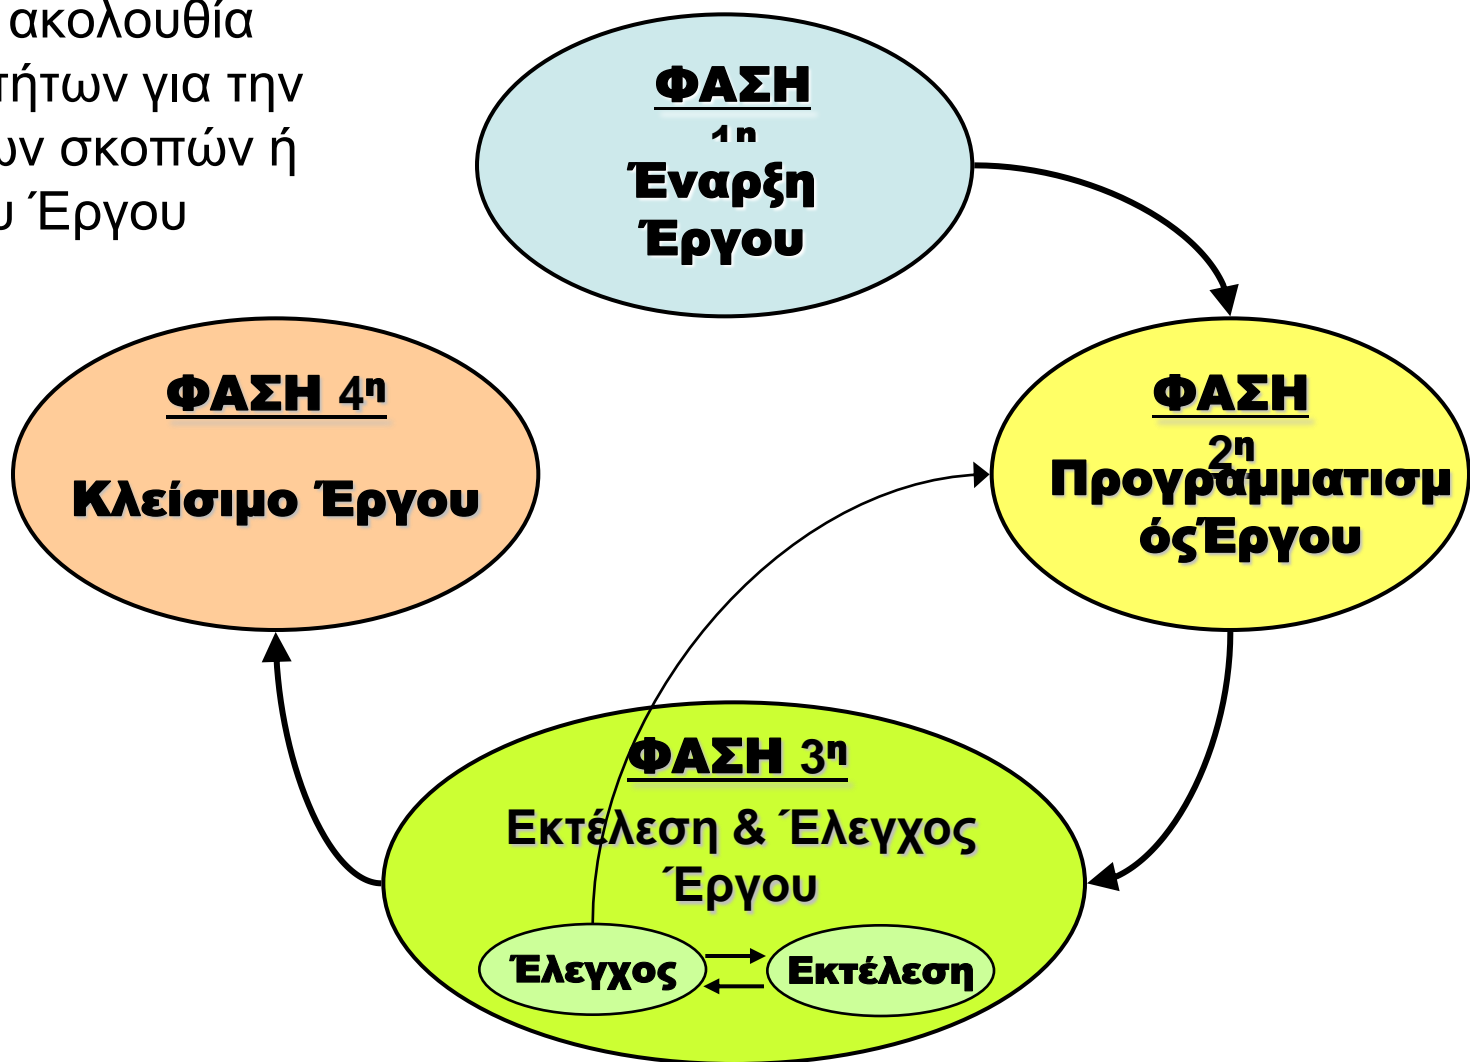 ακολουθία
για την
σκοπών ή
Έργου
ΦΑΣΗ
1η
Έναρξη
Έργου
ΦΑΣΗ 4η
Κλείσιμο Έργου
ΦΑΣΗ
2η
Προγραμματισμ
όςΈργου
ΦΑΣΗ 3η
Εκτέλεση & Έλεγχος
Έργου
Έλεγχος
Εκτέλεση